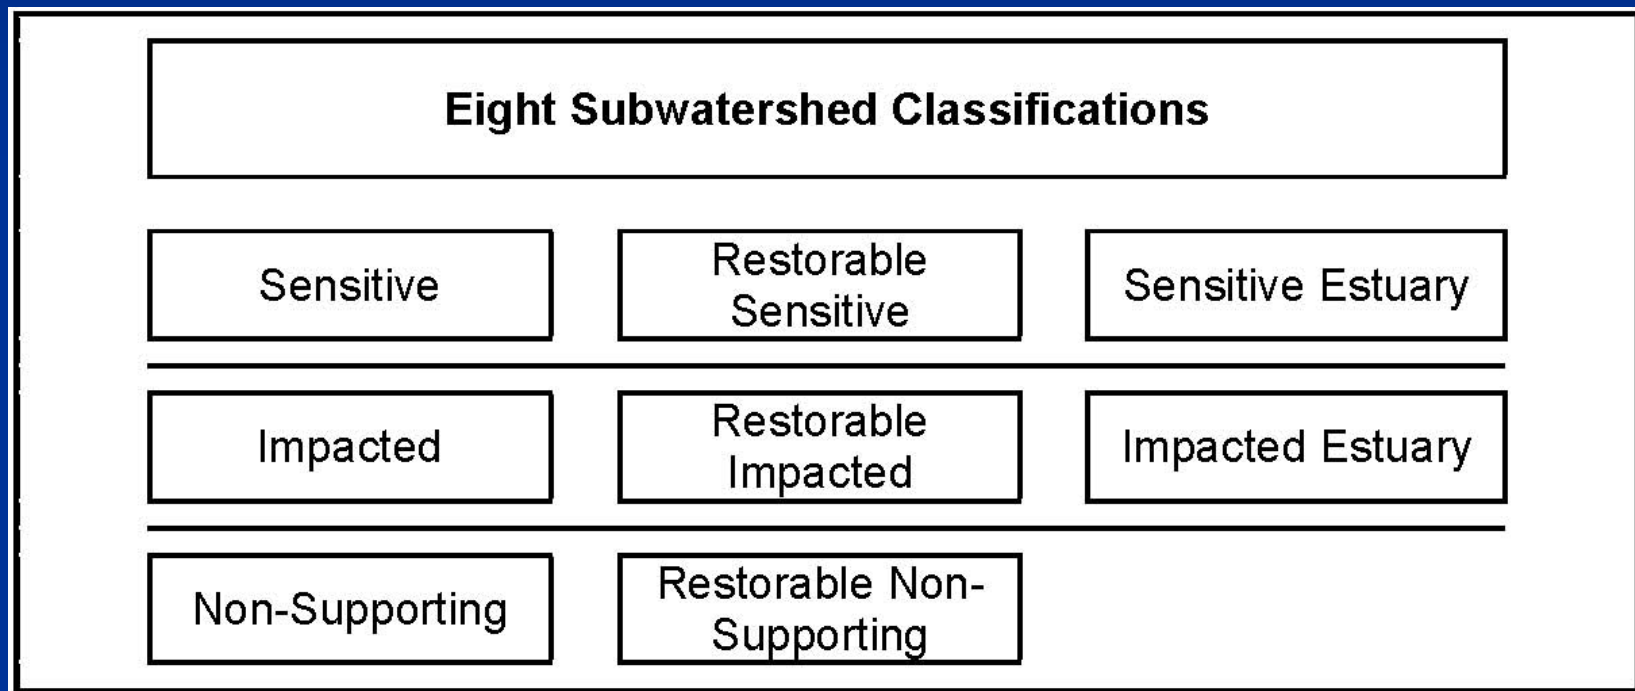 Eight Subwatershed Classifications
Sensitive
Restorable
Sensitive
Sensitive Estuary
Impacted
Restorable
Impacted
Impacted Estuary
Non-Supporting
Restorable Non-
Supporting